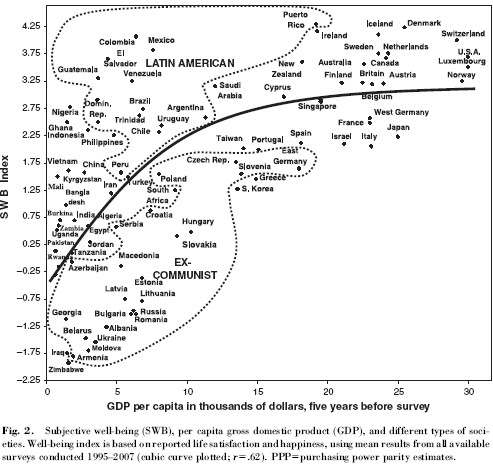 4.25
3.75
3.25
2.75
2.25
1.75
1.25
0.75
0.25
−0.25
−0.75
−1.25
−1.75
−2.25
SWB Index
Puerto
Rico
Ireland
Iceland
Denmark
Switzerland
Colombia
Mexico
El
Salvador
Sweden
Netherlands
U.S.A.
LATIN AMERICAN
Guatemala
Venezuela
New
Zealand
Australia
Canada
Luxembourg
Finland
Britain
Austria
Norway
Saudi
Arabia
Cyprus
Belgium
Singapore
Nigeria
Domin.
Rep.
Brazil
Argentina
Trinidad
Uruguay
West Germany
Ghana
Indonesia
Philippines
Chile
France
Japan
Taiwan
Portugal
Spain
Israel
Italy
Vietnam
China
Peru
Czech Rep.
East
Germany
Mali
Kyrgyzstan
Turkey
Poland
Slovenia
Greece
Bangla
desh
Iran
South
Africa
S. Korea
Burkina
India
Algeria
Croatia
Zambia
Uganda
Egypt
Serbia
Hungary
Pakistan
Jordan
Slovakia
Rwanda
Tanzania
Macedonia
Azerbaijan
EX-
COMMUNIST
Estonia
Latvia
Lithuania
Georgia
Bulgaria
Russia
Romania
Belarus
Albania
Ukraine
Moldova
Iraq
Armenia
Zimbabwe
0 5 10 15 20 25 30
GDP per capita in thousands of dollars, five years before survey
Fig. 2. Subjective well-being (SWB), per capita gross domestic product (GDP), and different types of soci-
eties. Well-being index is based on reported life satisfaction and happiness, using mean results from all available
surveys conducted 1995–2007 (cubic curve plotted; r = .62). PPP = purchasing power parity estimates.